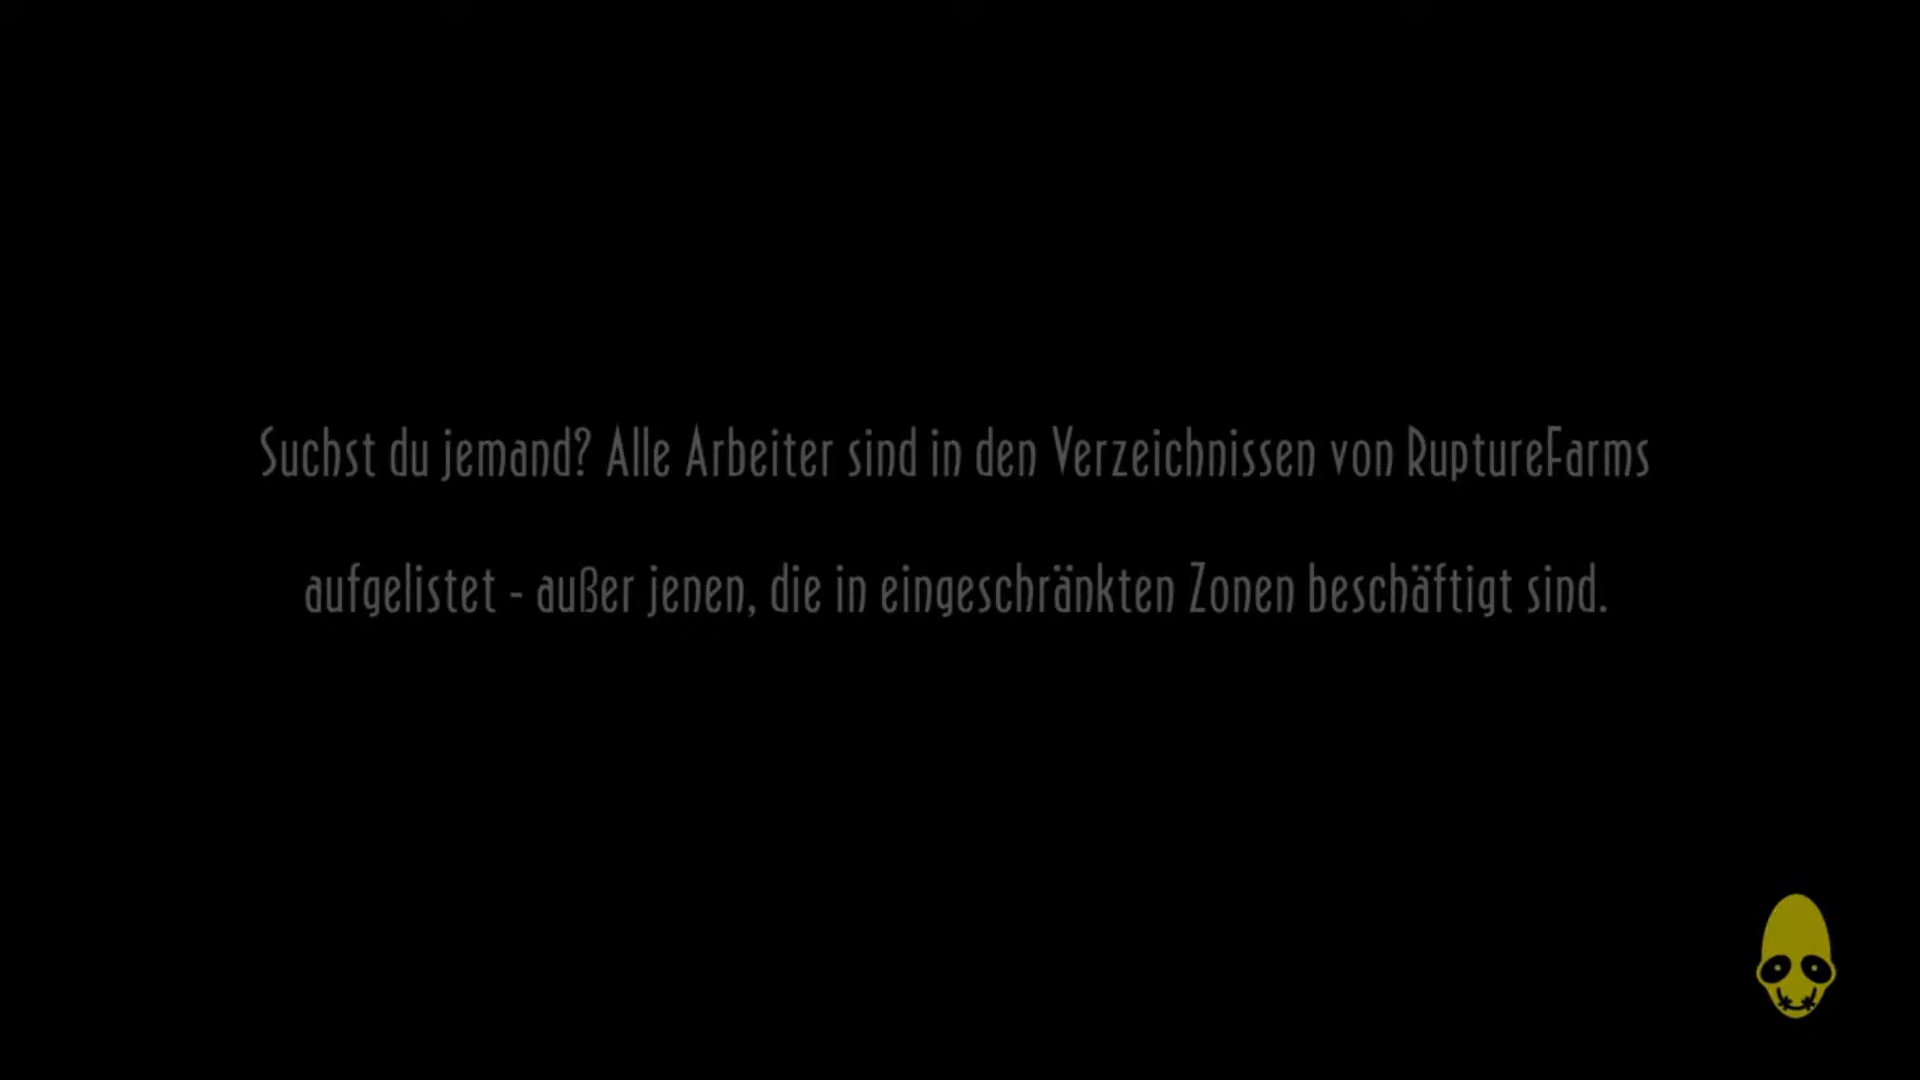 Suchst du jemand? Alle Arbeiter sind in den Verzeichnissen von RuptureFarms
aufgelistet - außer jenen, die in eingeschränkten Zonen beschäftigt sind.